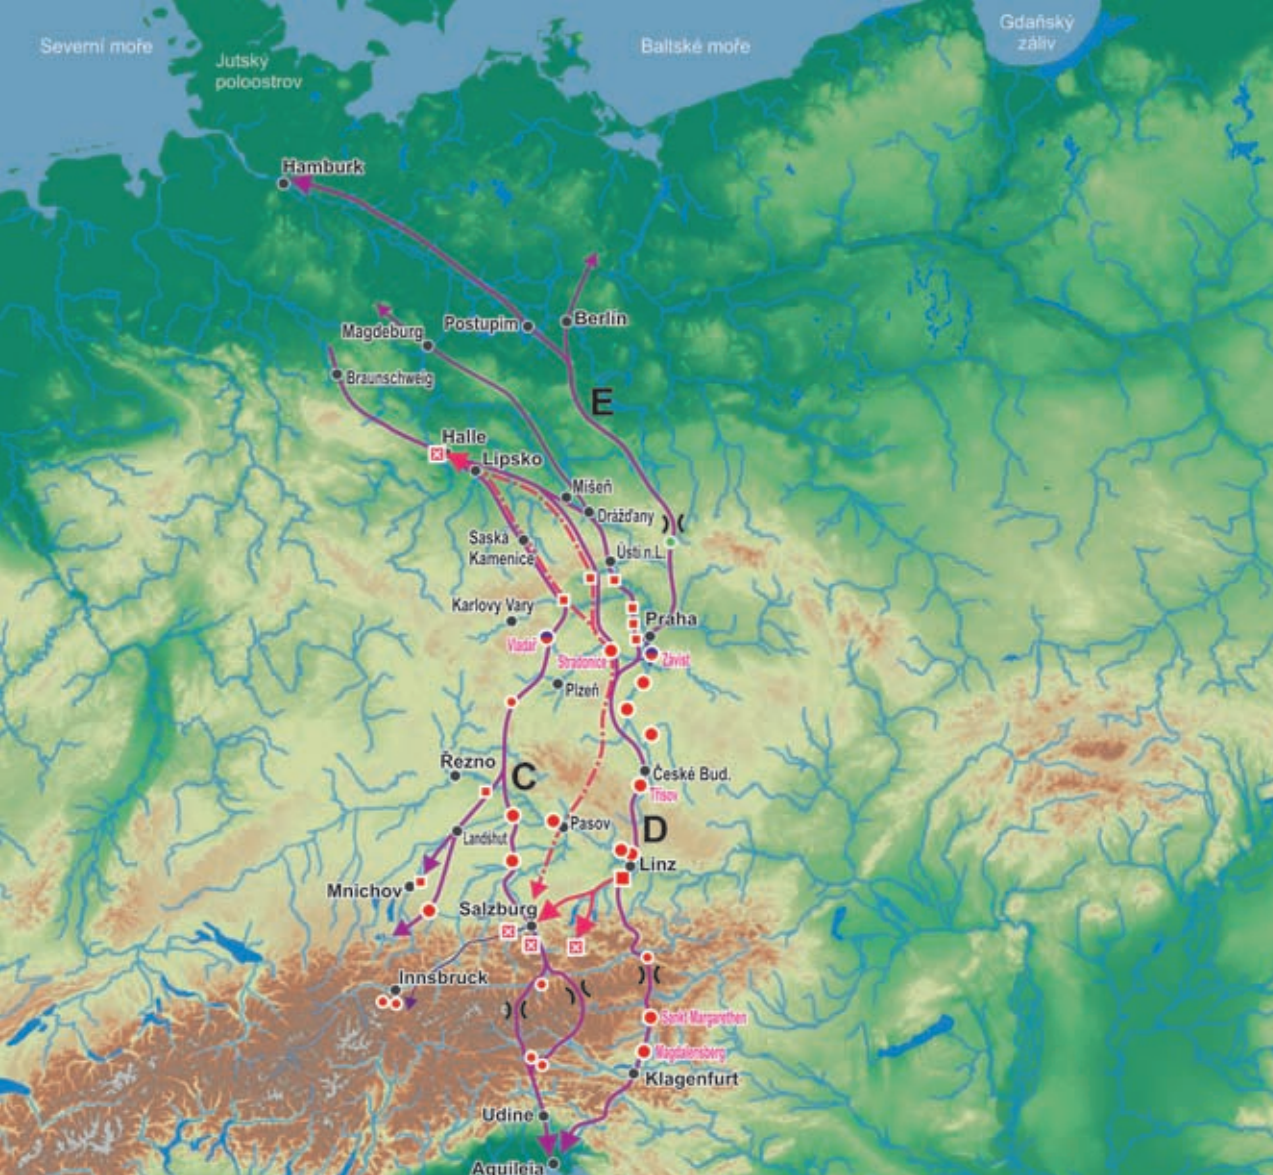 Severní moře
Jutský
poloostrov
Baltské moře
Gdaňský
záliv
Hamburk
Postupim
Berlín
Magdeburg
Braunschweig
E
Halle
Lipsko
Míšeň
Drážďany
Saská
Kamenice
Ústí n.L.
Karlovy Vary
Praha
Vladař
Stradonice
Závist
Plzeň
Řezno
C
České Bud.
Třísov
Landshut
Pasov
D
Linz
Mnichov
Salzburg
Innsbruck
Sankt Margarethen
Magdalensberg
Klagenfurt
Udine
Aquileia